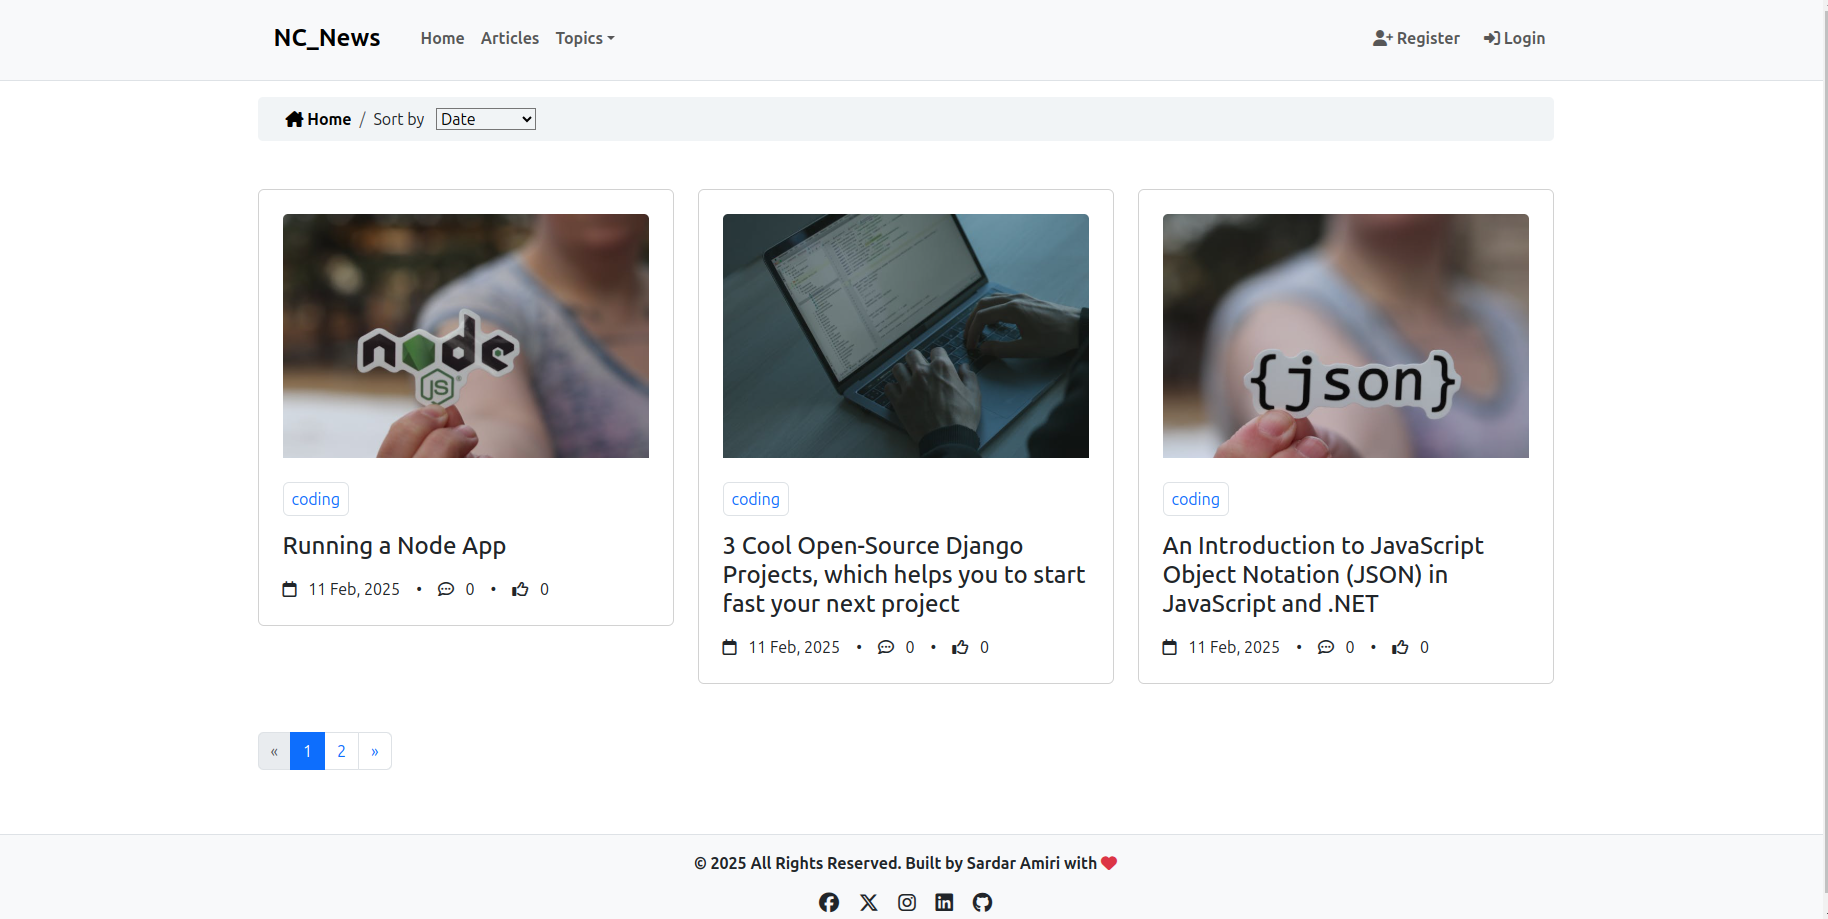 NC_News Home Articles Topics Register Login
Home / Sort by Date
node
JS
{json}
coding
Running a Node App
11 Feb, 2025 • 0 • 0
coding
3 Cool Open-Source Django
Projects, which helps you to start
fast your next project
11 Feb, 2025 • 0 • 0
coding
An Introduction to JavaScript
Object Notation (JSON) in
JavaScript and .NET
11 Feb, 2025 • 0 • 0
« 1 2 »
© 2025 All Rights Reserved. Built by Sardar Amiri with